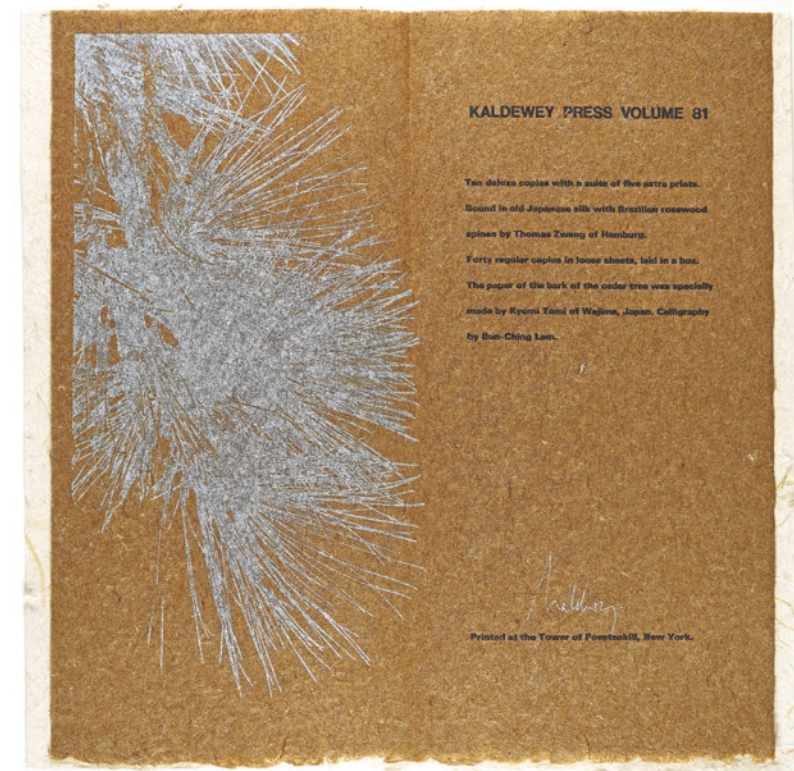 KALDEWEY PRESS VOLUME 81
Ten deluxe copies with a suite of five extra prints.
Bound in old Japanese silk with Brazilian rosewood
spines by Thomas Zwang of Hamburg.
Forty regular copies in loose sheets, laid in a box.
The paper of the bark of the cedar tree was specially
made by Kyomi Tomi of Wajima, Japan. Calligraphy
by Bun-Ching Lam.
Kaldewey
Printed at the Tower of Poestenkill, New York.